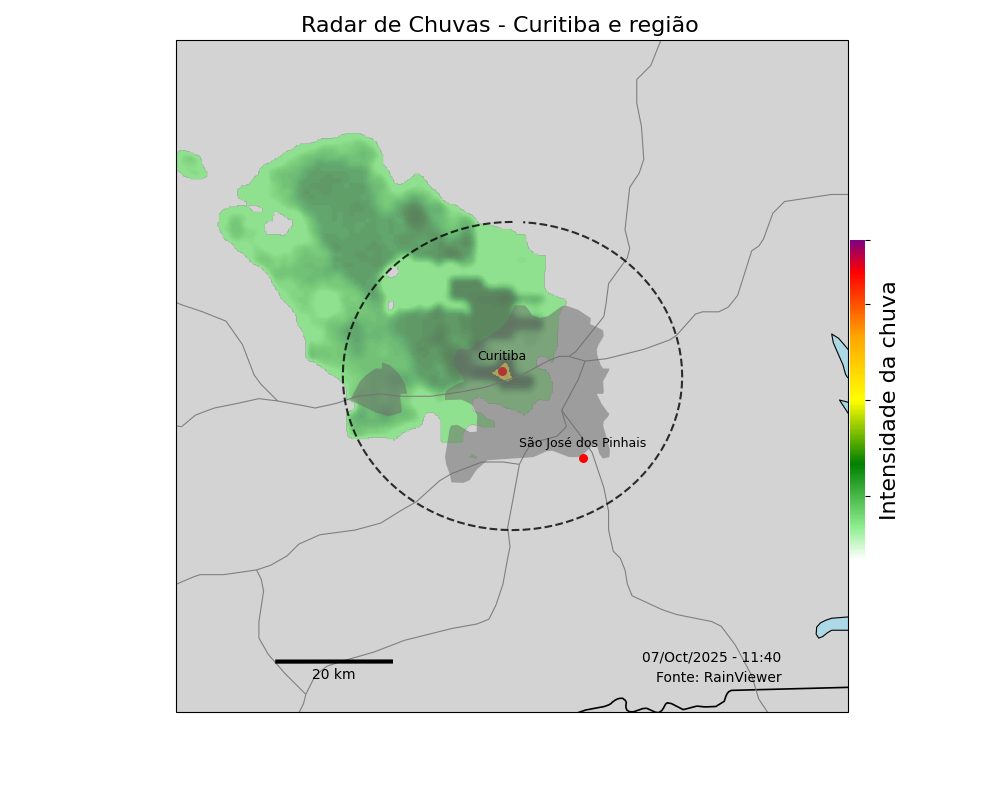 Radar de Chuvas - Curitiba e região
Curitiba
Intensidade da chuva
São José dos Pinhais
07/Oct/2025 - 11:40
20 km
Fonte: RainViewer